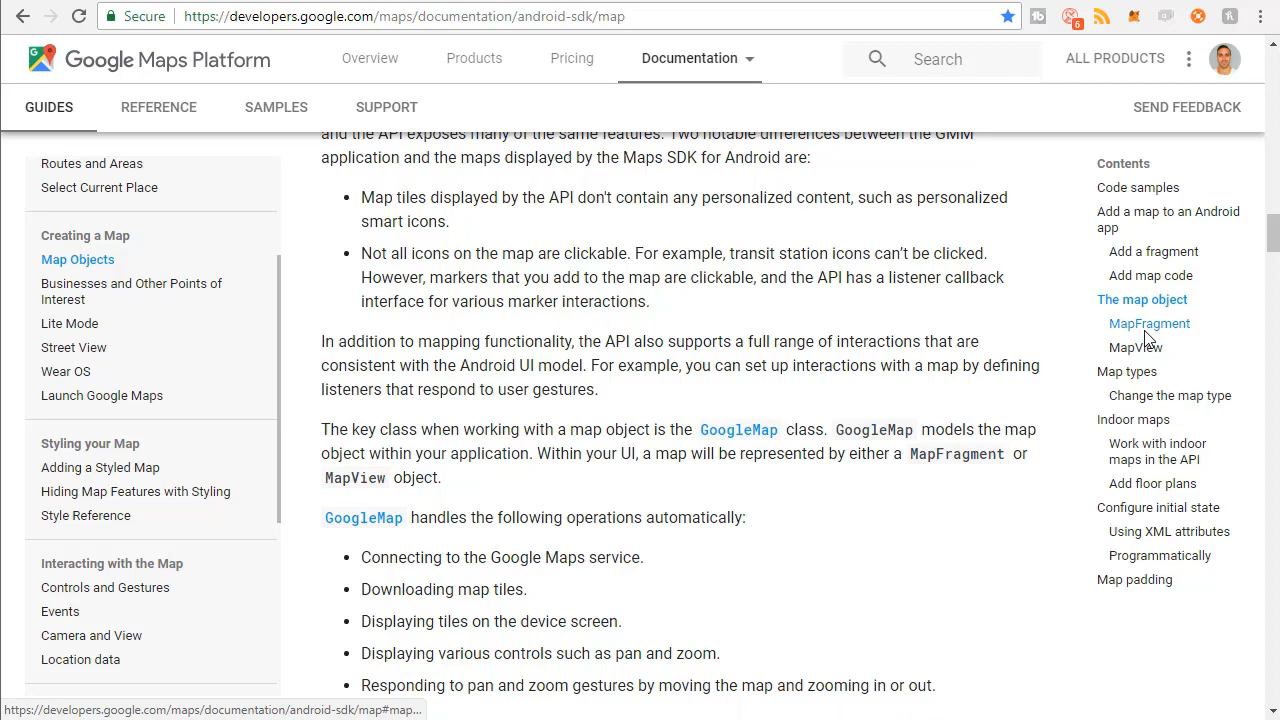 Secure
https://developers.google.com/maps/documentation/android-sdk/map
6
Google Maps Platform
Overview
Products
Pricing
Documentation
Search
ALL PRODUCTS
GUIDES
REFERENCE
SAMPLES
SUPPORT
SEND FEEDBACK
Routes and Areas
Select Current Place
Creating a Map
Map Objects
Businesses and Other Points of
Interest
Lite Mode
Street View
Wear OS
Launch Google Maps
Styling your Map
Adding a Styled Map
Hiding Map Features with Styling
Style Reference
Interacting with the Map
Controls and Gestures
Events
Camera and View
Location data
and the API exposes many of the same features. Two notable differences between the GMM
application and the maps displayed by the Maps SDK for Android are:
• Map tiles displayed by the API don't contain any personalized content, such as personalized
smart icons.
• Not all icons on the map are clickable. For example, transit station icons can't be clicked.
However, markers that you add to the map are clickable, and the API has a listener callback
interface for various marker interactions.
In addition to mapping functionality, the API also supports a full range of interactions that are
consistent with the Android UI model. For example, you can set up interactions with a map by defining
listeners that respond to user gestures.
The key class when working with a map object is the GoogleMap class. GoogleMap models the map
object within your application. Within your UI, a map will be represented by either a MapFragment or
MapView object.
GoogleMap handles the following operations automatically:
• Connecting to the Google Maps service.
• Downloading map tiles.
• Displaying tiles on the device screen.
• Displaying various controls such as pan and zoom.
• Responding to pan and zoom gestures by moving the map and zooming in or out.
Contents
Code samples
Add a map to an Android
app
Add a fragment
Add map code
The map object
MapFragment
MapView
Map types
Change the map type
Indoor maps
Work with indoor
maps in the API
Add floor plans
Configure initial state
Using XML attributes
Programmatically
Map padding
https://developers.google.com/maps/documentation/android-sdk/map#map...